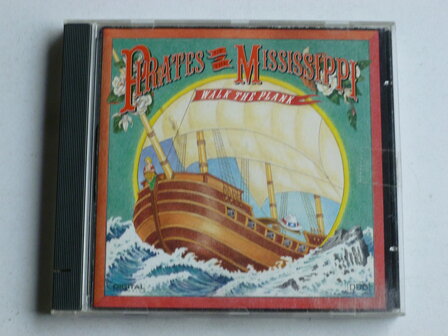 PIRATES OF THE MISSISSIPPI
WALK THE PLANK
DIGITAL